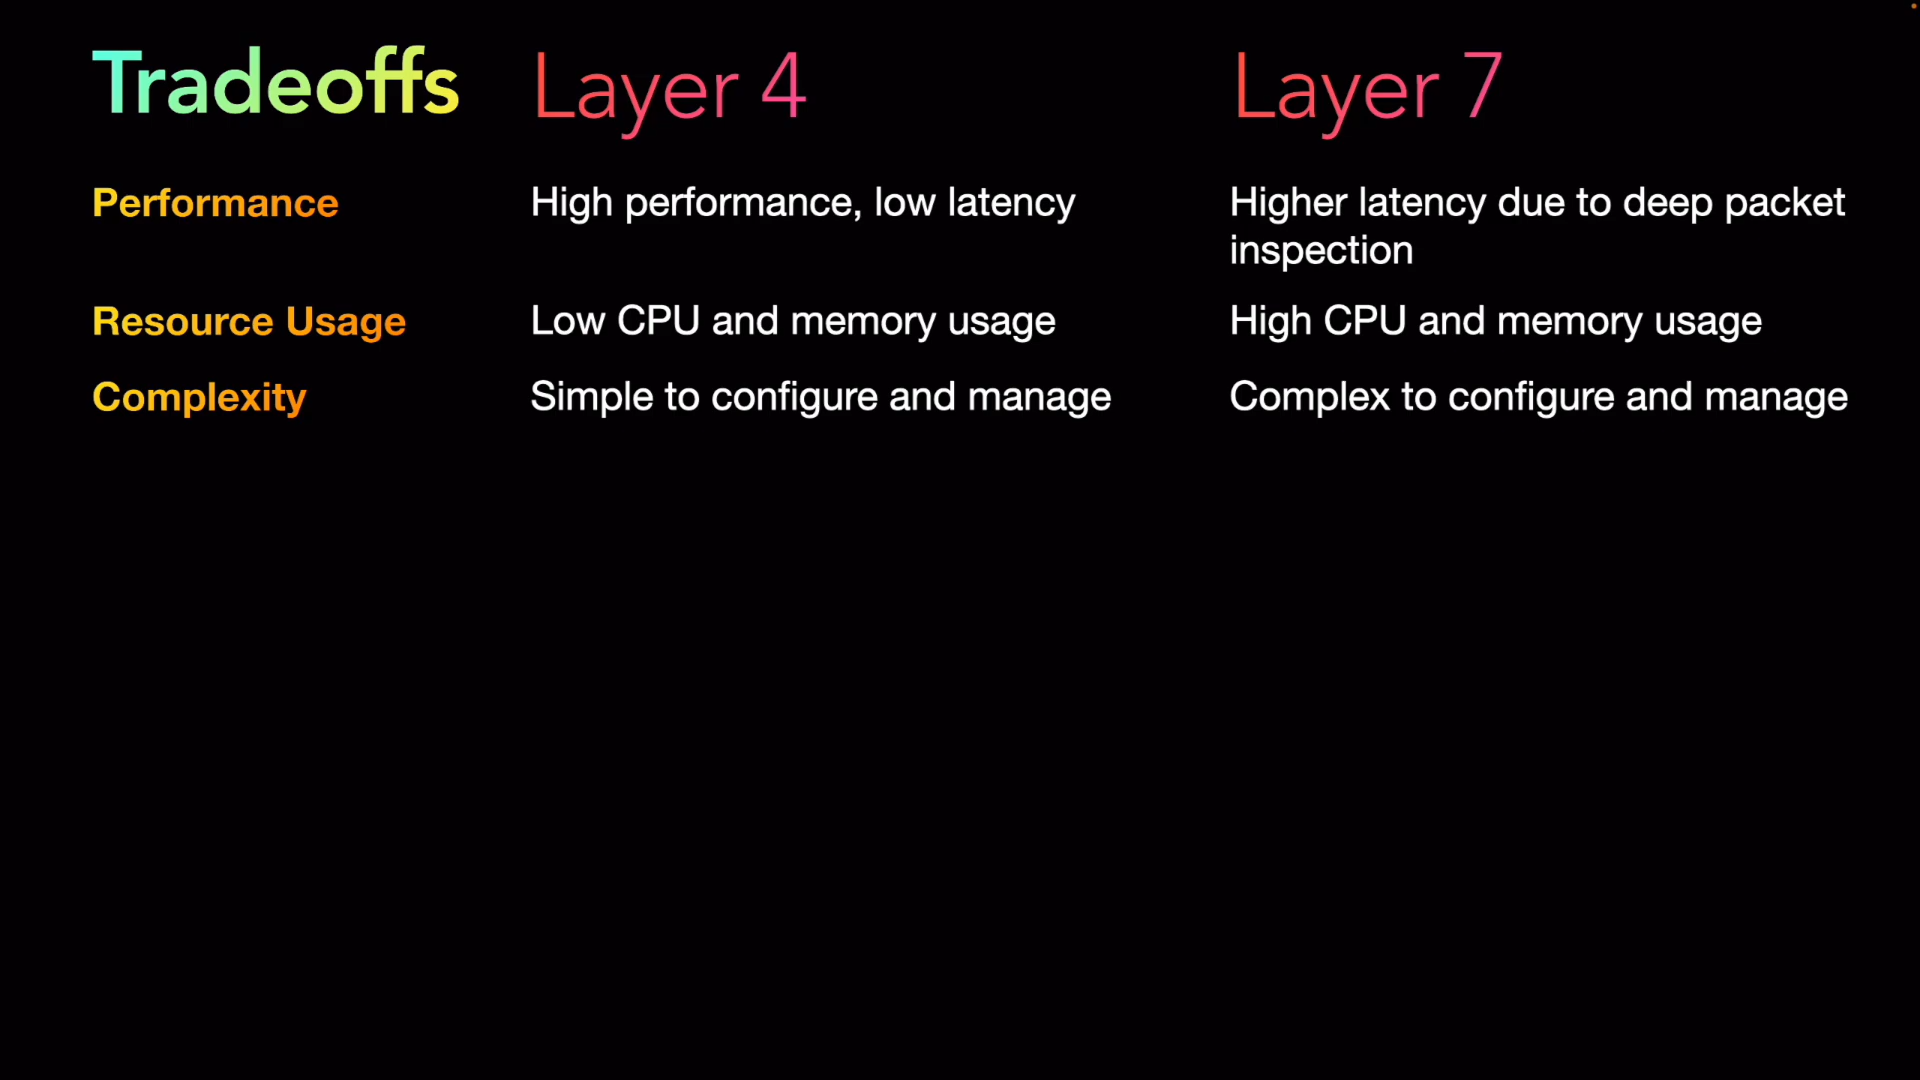 Tradeoffs Layer 4 Layer 7
Performance High performance, low latency Higher latency due to deep packet
inspection
Resource Usage Low CPU and memory usage High CPU and memory usage
Complexity Simple to configure and manage Complex to configure and manage